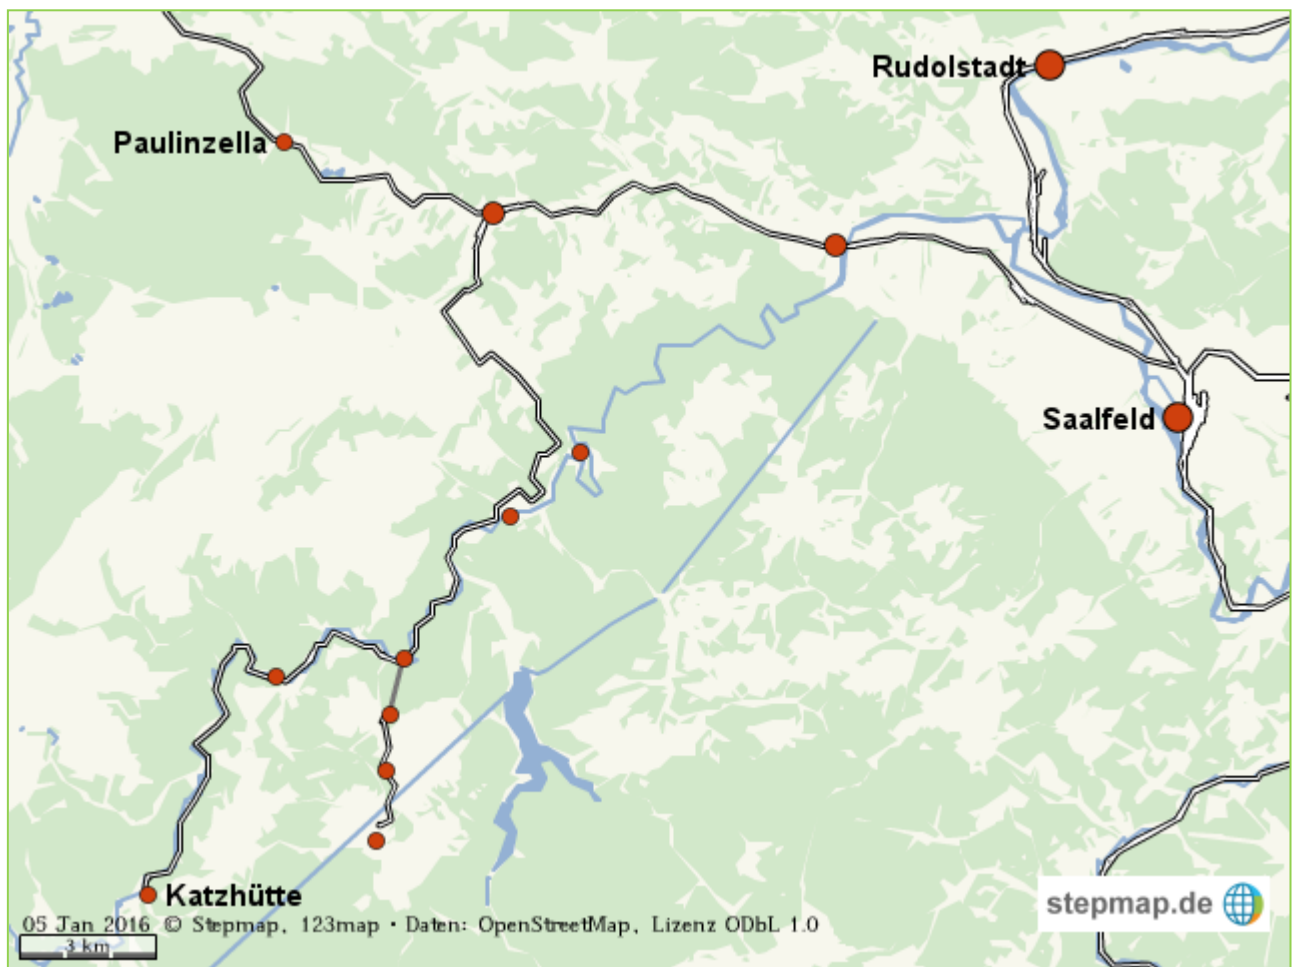 Rudolstadt
Paulinzella
Saalfeld
Katzhütte
05 Jan 2016 © Stepmap, 123map • Daten: OpenStreetMap, Lizenz ODbL 1.0
3 km
stepmap.de